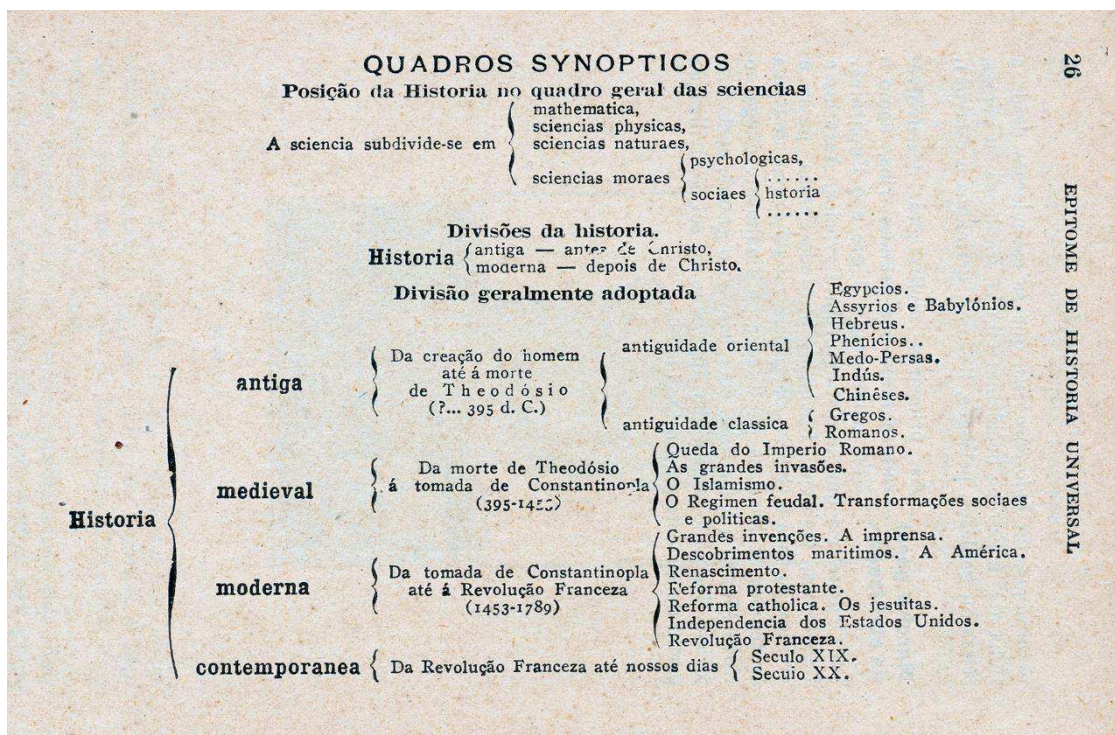 QUADROS SYNOPTICOS
Posição da Historia no quadro geral das sciencias
A sciencia subdivide-se em
mathematica,
sciencias physicas,
sciencias naturaes,
sciencias moraes
psychologicas,
sociaes
......
hstoria
......
Divisões da historia.
Historia
antiga — antes de Christo,
moderna — depois de Christo.
Divisão geralmente adoptada
Historia
antiga
Da creação do homem
até á morte
de Theodósio
(?... 395 d. C.)
antiguidade oriental
Egypcios.
Assyrios e Babylónios.
Hebreus.
Phenícios..
Medo-Persas.
Indús.
Chinêses.
antiguidade classica
Gregos.
Romanos.
medieval
Da morte de Theodósio
á tomada de Constantinopla
(395-1453)
Queda do Imperio Romano.
As grandes invasões.
O Islamismo.
O Regimen feudal. Transformações sociaes
e politicas.
moderna
Da tomada de Constantinopla
até á Revolução Franceza
(1453-1789)
Grandes invenções. A imprensa.
Descobrimentos maritimos. A América.
Renascimento.
Reforma protestante.
Reforma catholica. Os jesuitas.
Independencia dos Estados Unidos.
Revolução Franceza.
contemporanea
Da Revolução Franceza até nossos dias
Seculo XIX.
Seculo XX.
26
EPITOME DE HISTORIA UNIVERSAL